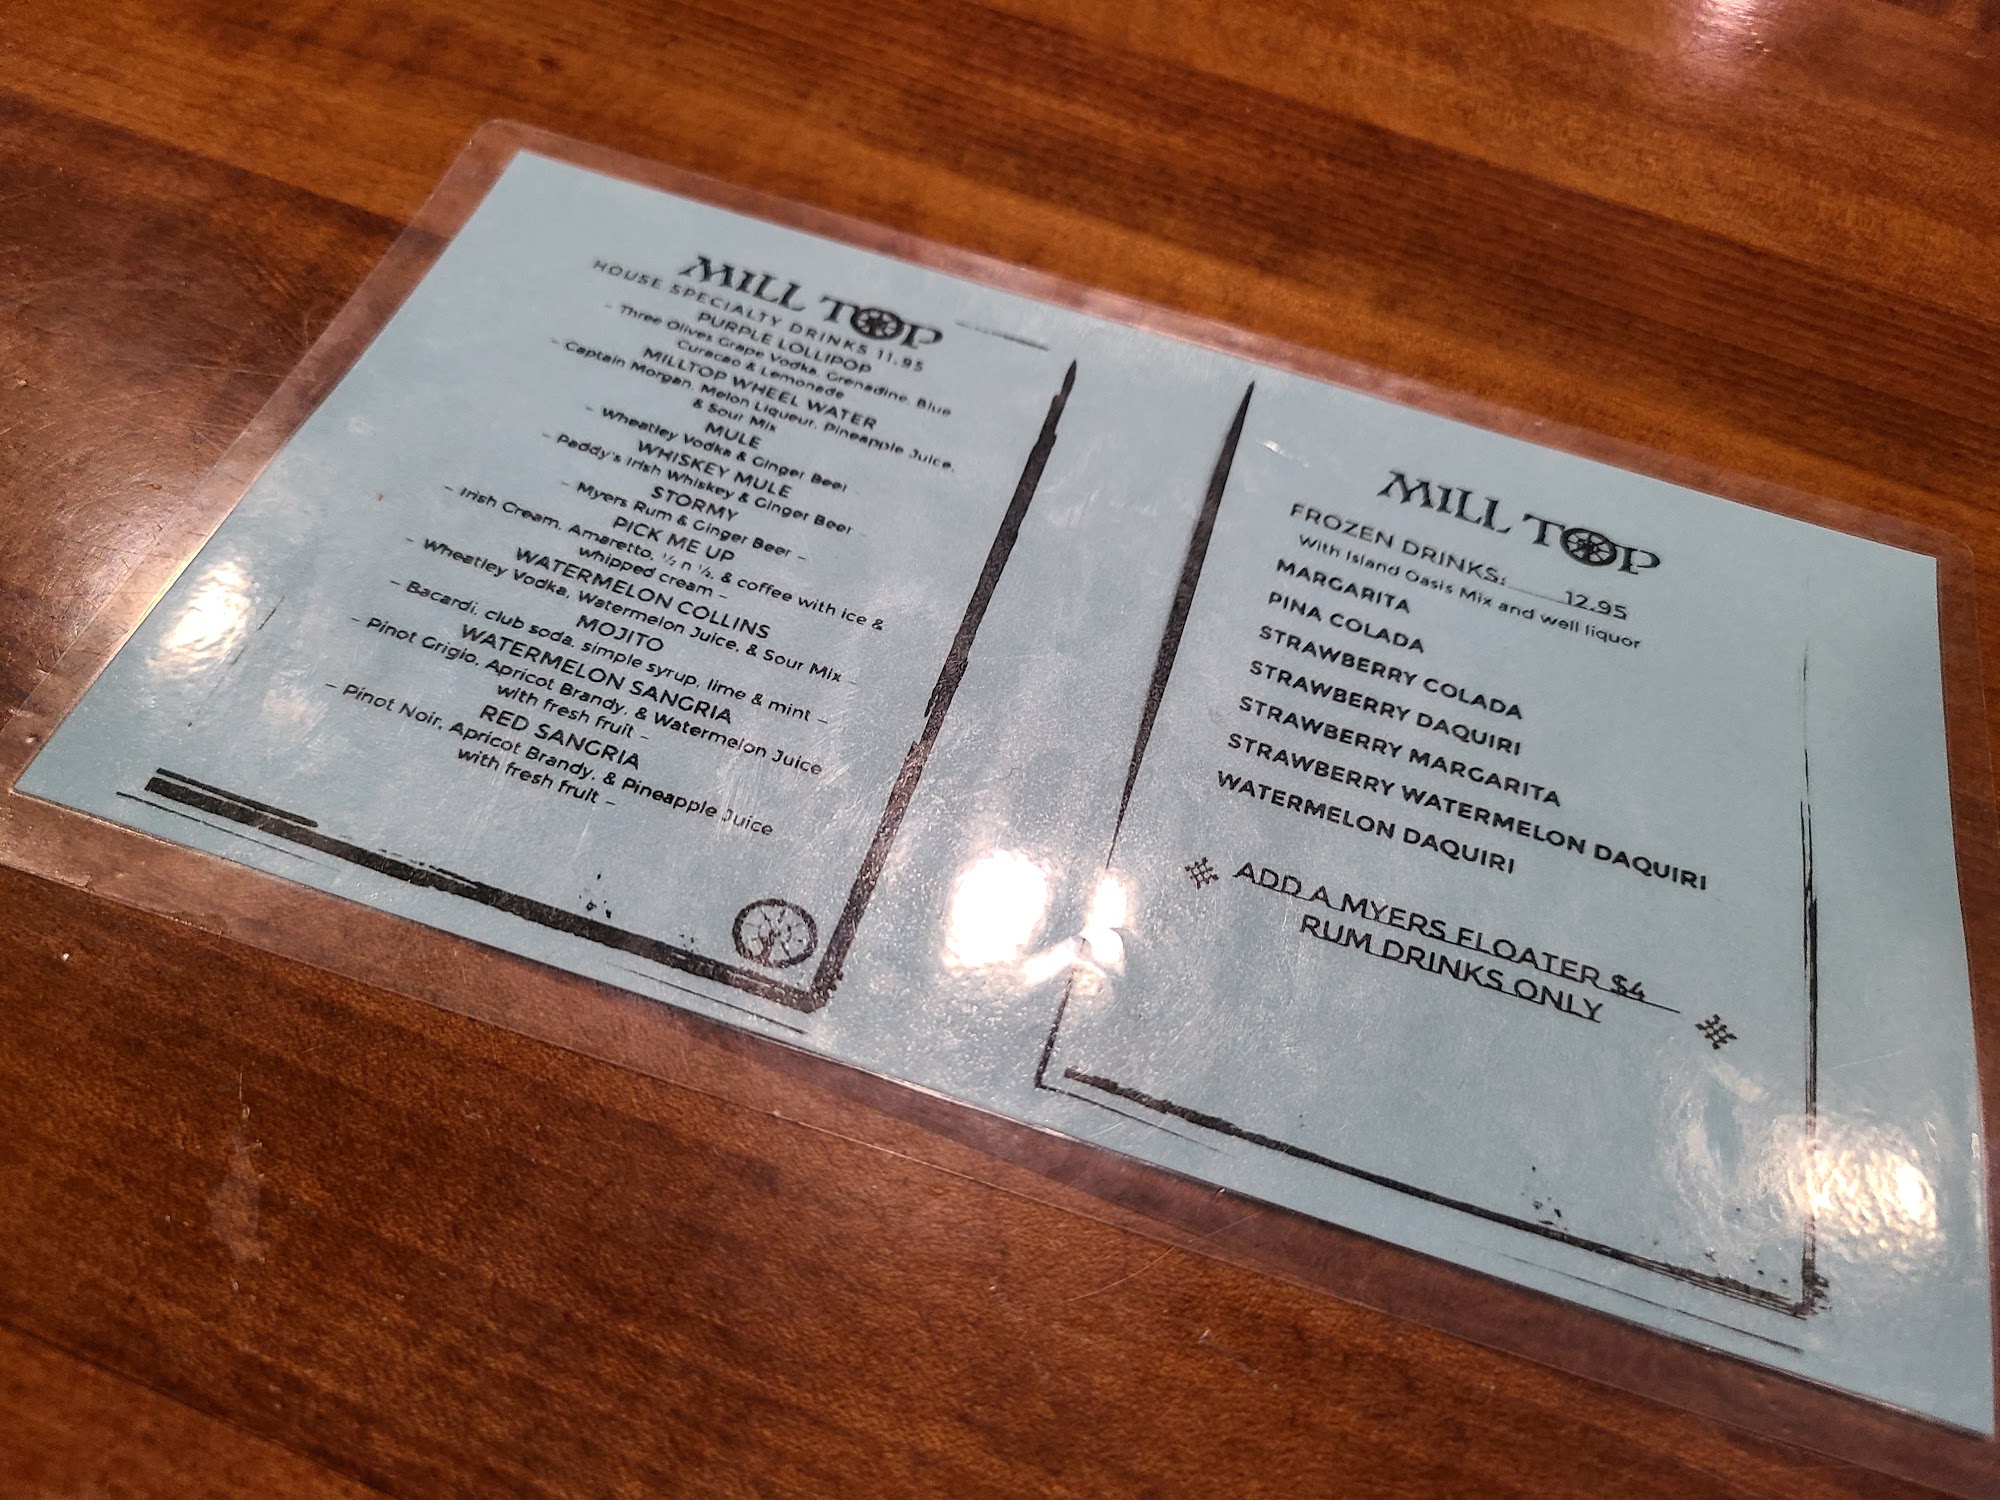 MILL TOP
HOUSE SPECIALTY DRINKS 11.95
PURPLE LOLLIPOP
- Three Olives Grape Vodka, Grenadine, Blue
Curacao & Lemonade
MILLTOP WHEEL WATER
- Captain Morgan, Melon Liqueur, Pineapple Juice,
& Sour Mix
MULE
- Wheatley Vodka & Ginger Beer
WHISKEY MULE
- Paddy's Irish Whiskey & Ginger Beer
STORMY
- Myers Rum & Ginger Beer -
PICK ME UP
- Irish Cream, Amaretto, ½ n ½, & coffee with ice &
whipped cream -
WATERMELON COLLINS
- Wheatley Vodka, Watermelon Juice, & Sour Mix -
MOJITO
- Bacardi, club soda, simple syrup, lime & mint -
WATERMELON SANGRIA
- Pinot Grigio, Apricot Brandy, & Watermelon Juice
with fresh fruit -
RED SANGRIA
- Pinot Noir, Apricot Brandy, & Pineapple Juice
with fresh fruit -
MILL TOP
FROZEN DRINKS: 12.95
With Island Oasis Mix and well liquor
MARGARITA
PINA COLADA
STRAWBERRY COLADA
STRAWBERRY DAQUIRI
STRAWBERRY MARGARITA
STRAWBERRY WATERMELON DAQUIRI
WATERMELON DAQUIRI
ADD A MYERS FLOATER $4
RUM DRINKS ONLY